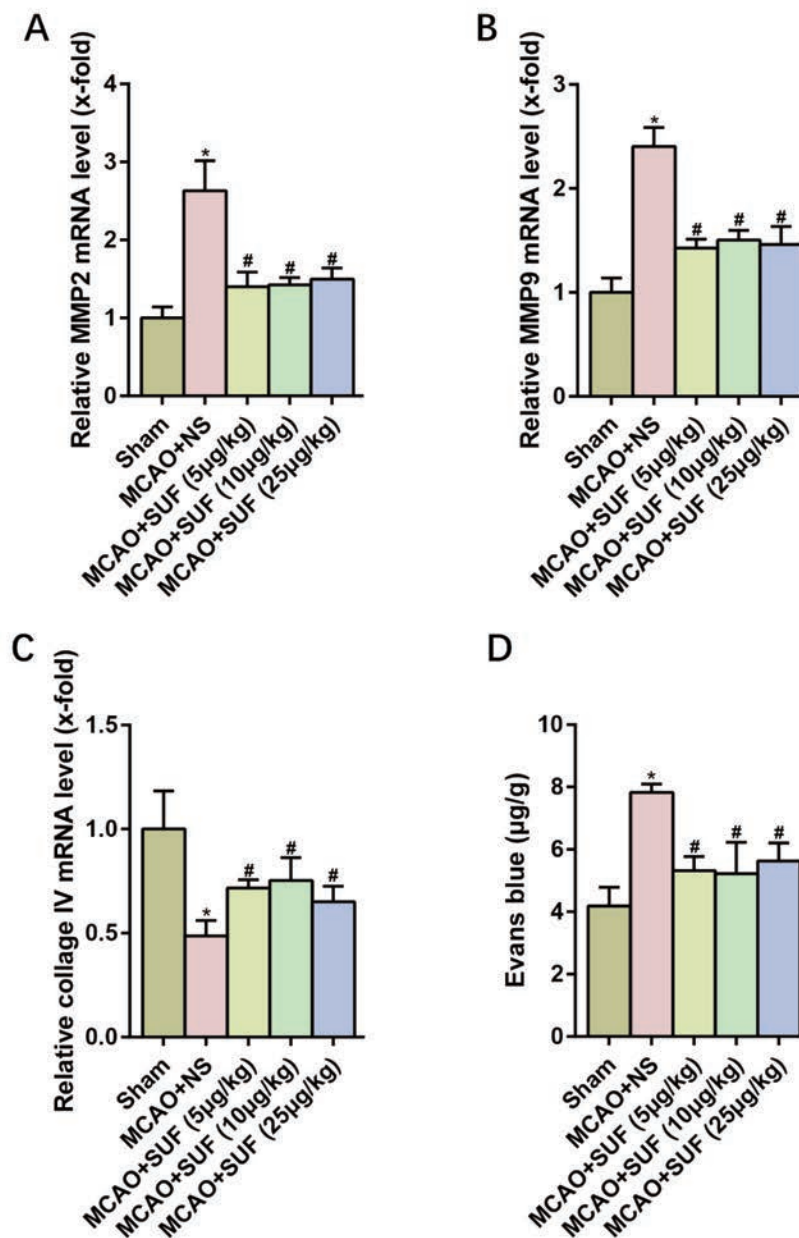 A
Relative MMP2 mRNA level (x-fold)
4
3
2
1
0
*
#
#
#
Sham
MCAO+NS
MCAO+SUF (5µg/kg)
MCAO+SUF (10µg/kg)
MCAO+SUF (25µg/kg)
B
Relative MMP9 mRNA level (x-fold)
3
2
1
0
*
#
#
#
Sham
MCAO+NS
MCAO+SUF (5µg/kg)
MCAO+SUF (10µg/kg)
MCAO+SUF (25µg/kg)
C
Relative collage IV mRNA level (x-fold)
1.5
1.0
0.5
0.0
*
#
#
#
Sham
MCAO+NS
MCAO+SUF (5µg/kg)
MCAO+SUF (10µg/kg)
MCAO+SUF (25µg/kg)
D
Evans blue (µg/g)
10
8
6
4
2
0
*
#
#
#
Sham
MCAO+NS
MCAO+SUF (5µg/kg)
MCAO+SUF (10µg/kg)
MCAO+SUF (25µg/kg)